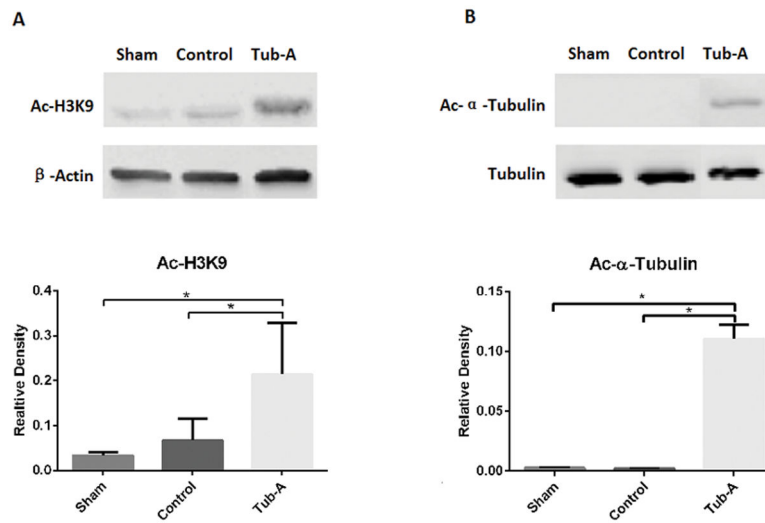 A
Sham Control Tub-A
Ac-H3K9
β-Actin
Ac-H3K9
Realtive Density
0.4
0.3
0.2
0.1
0.0
* 
*
Sham
Control
Tub-A
B
Sham Control Tub-A
Ac-α-Tubulin
Tubulin
Ac-α-Tubulin
Relative Density
0.15
0.10
0.05
0.00
*
*
Sham
Control
Tub-A